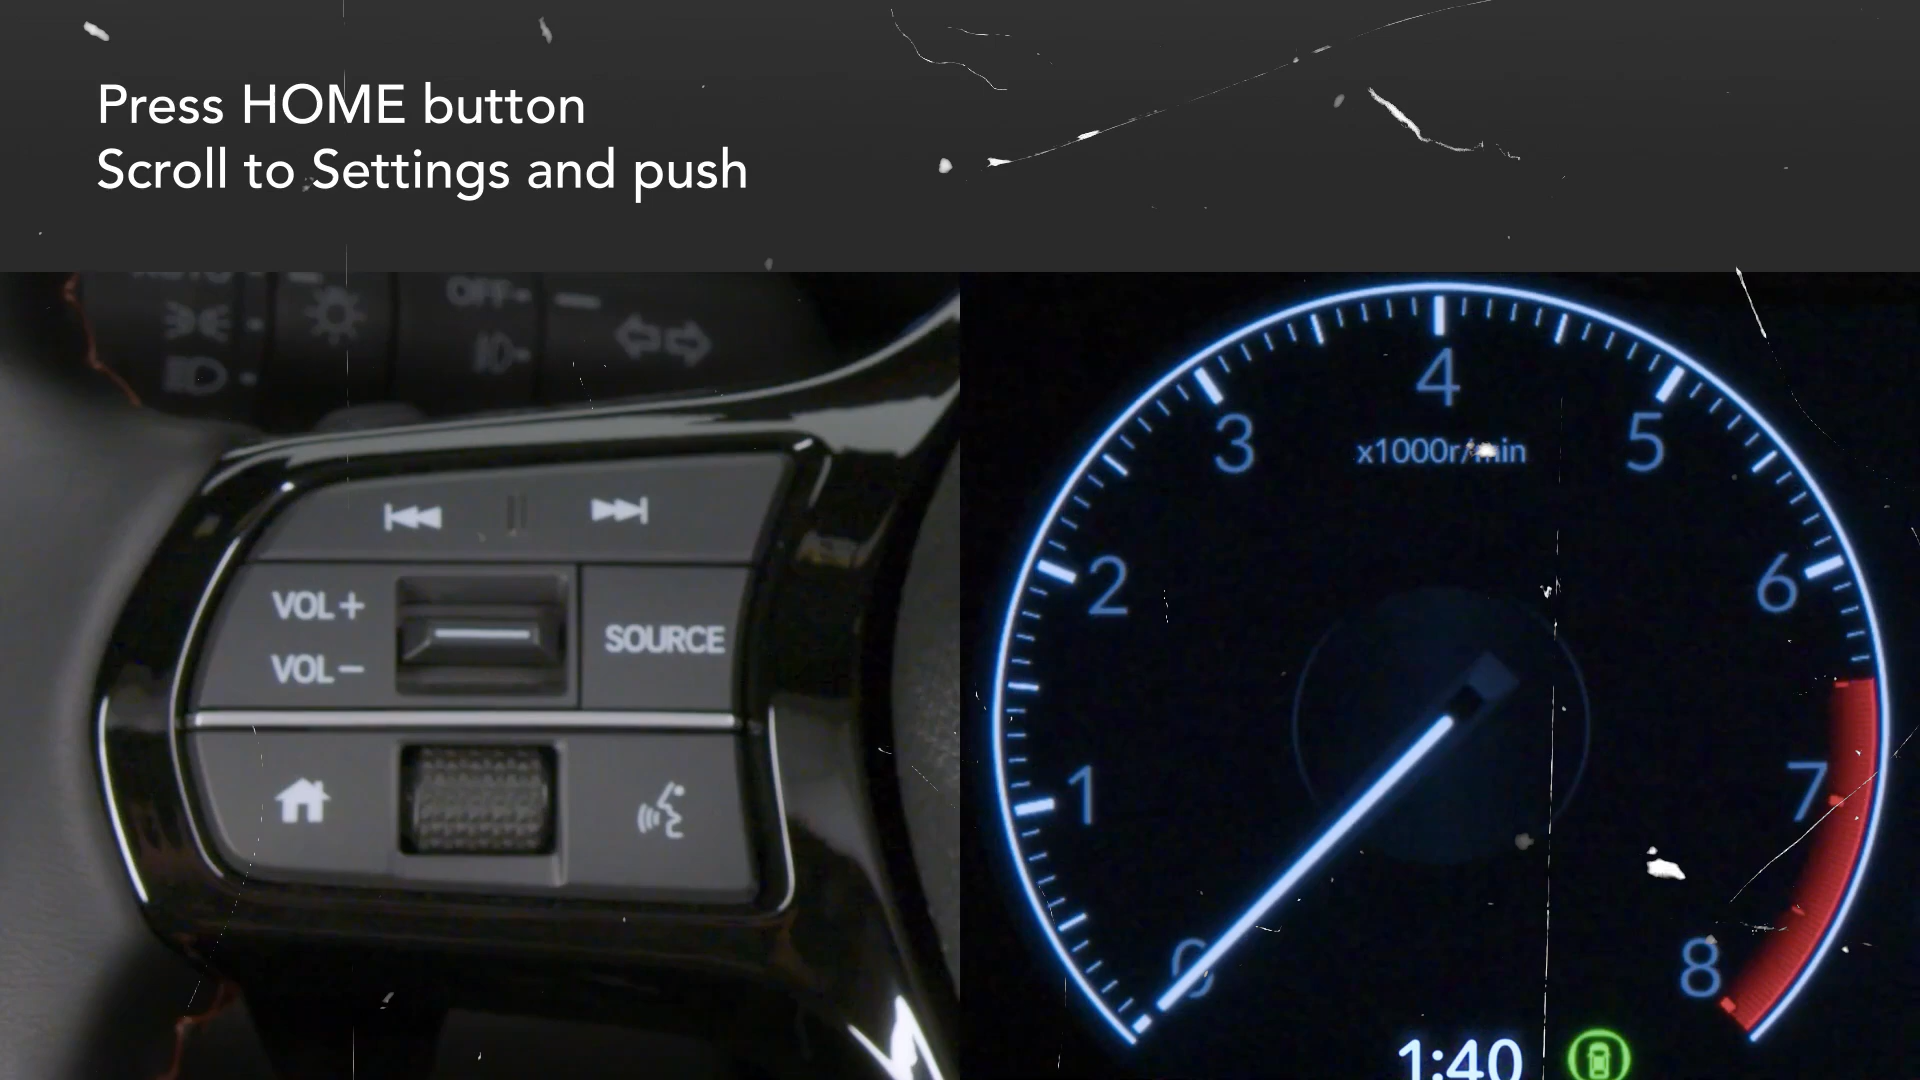 Press HOME button
Scroll to Settings and push
OFF
VOL+
VOL-
SOURCE
4
3
5
x1000r/min
2
6
1
7
0
8
1:40